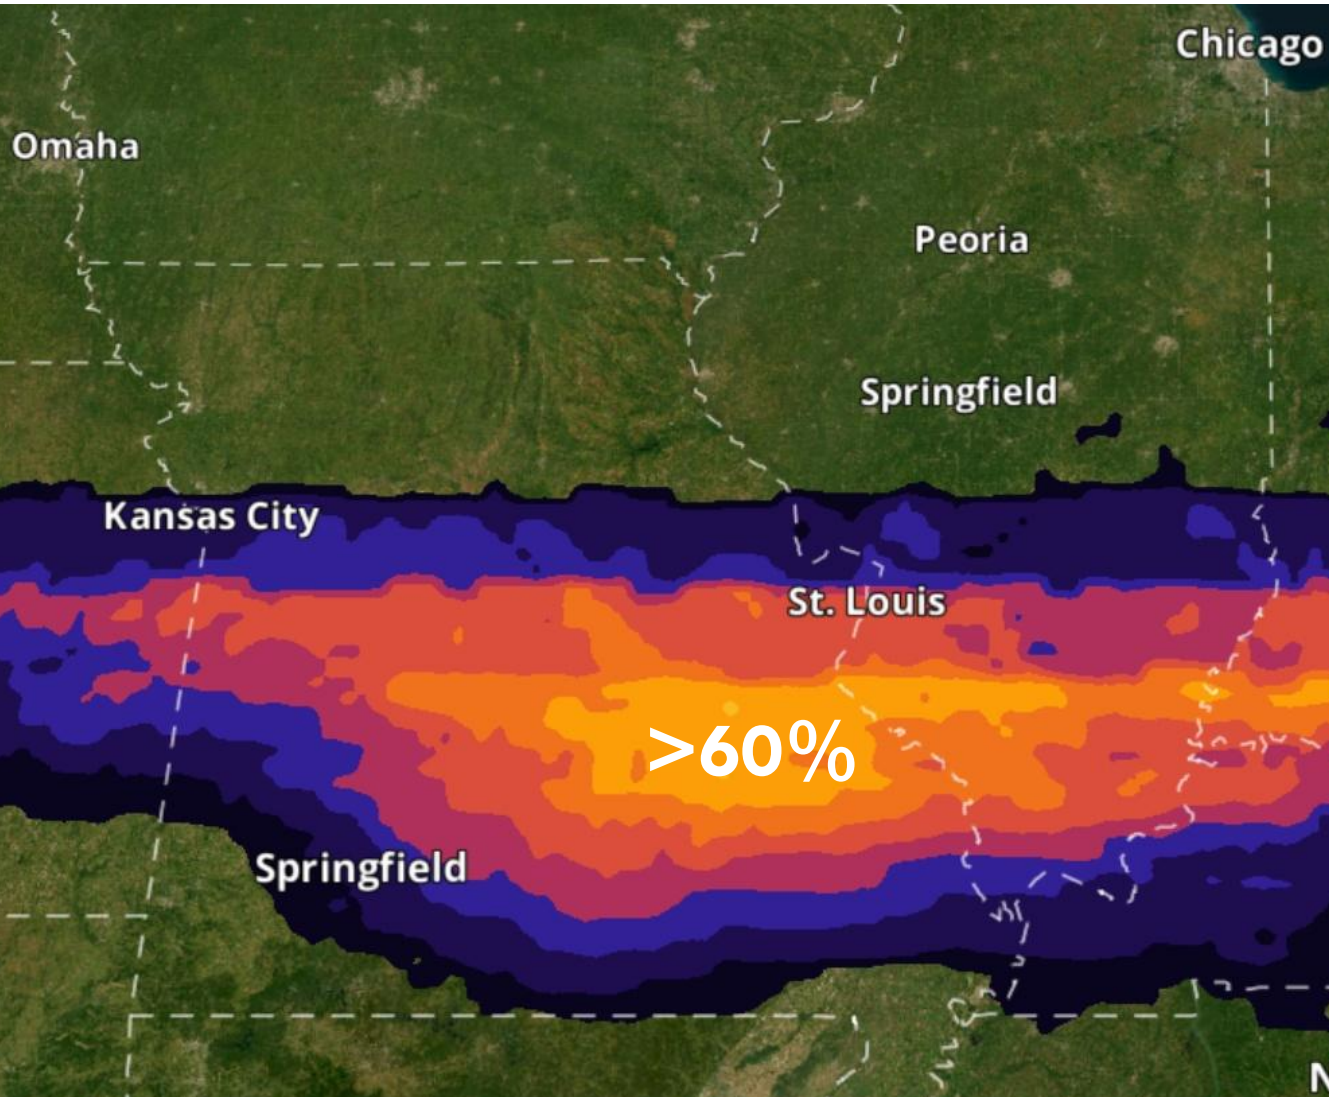 Chicago
Omaha
Peoria
Springfield
Kansas City
St. Louis
>60%
Springfield
N